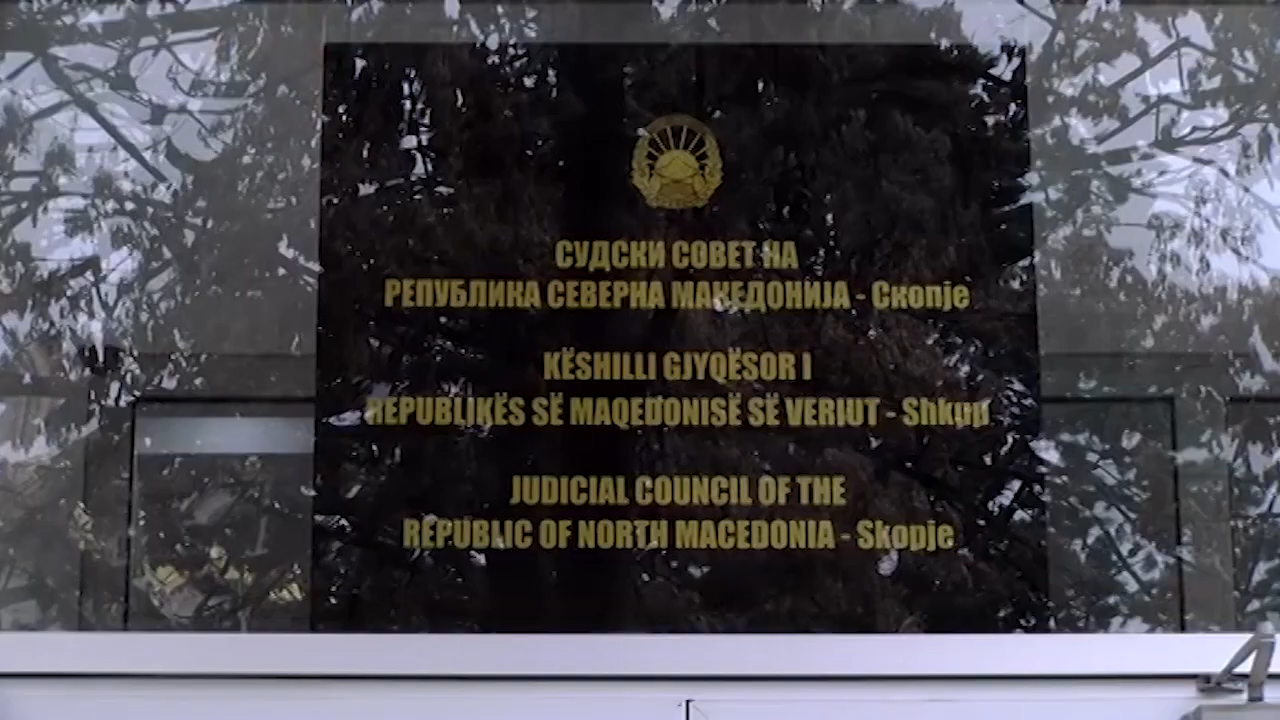 СУДСКИ СОВЕТ НА
РЕПУБЛИКА СЕВЕРНА МАКЕДОНИЈА - Скопје
KËSHILLI GJYQËSOR I
REPUBLIKËS SË MAQEDONISË SË VERIUT - Shkup
JUDICIAL COUNCIL OF THE
REPUBLIC OF NORTH MACEDONIA - Skopje